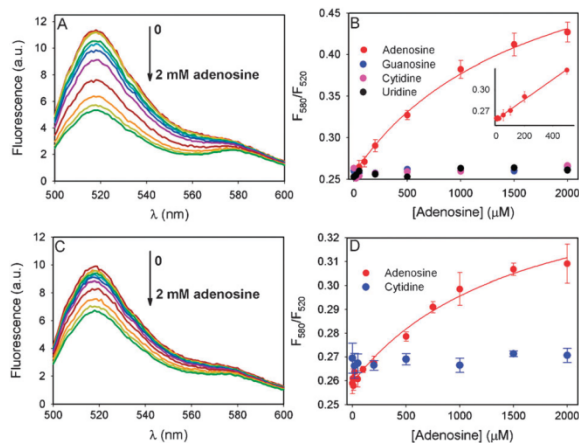 A
0
2 mM adenosine
Fluorescence (a.u.)
12
10
8
6
4
2
0
500 520 540 560 580 600
λ (nm)
B
Adenosine
Guanosine
Cytidine
Uridine
F580/F520
0.45
0.40
0.35
0.30
0.25
0.30
0.27
0 200 400
0 500 1000 1500 2000
[Adenosine] (μM)
C
0
2 mM adenosine
Fluorescence (a.u.)
12
10
8
6
4
2
0
500 520 540 560 580 600
λ (nm)
D
Adenosine
Cytidine
F580/F520
0.32
0.31
0.30
0.29
0.28
0.27
0.26
0.25
0 500 1000 1500 2000
[Adenosine] (μM)